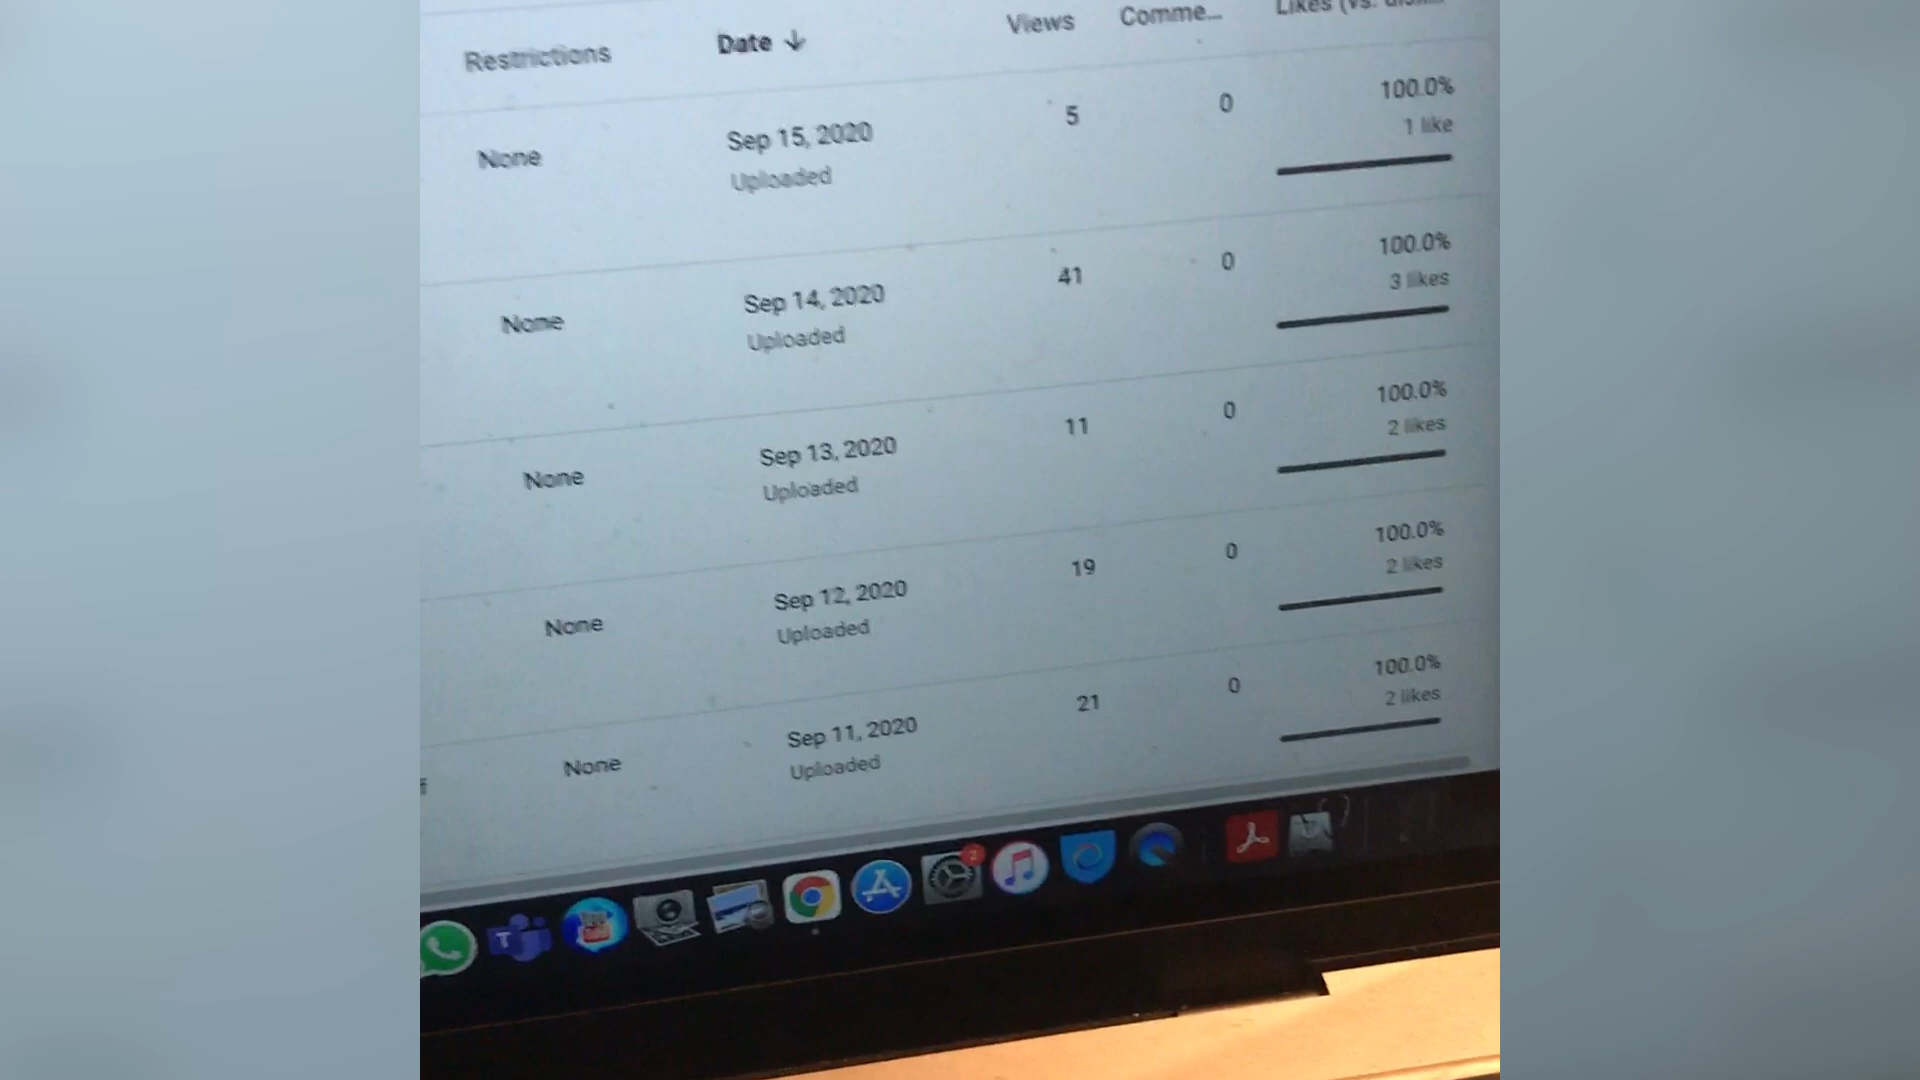 Restrictions Date ↓ Views Comme... Likes (vs.
None Sep 15, 2020 5 0 100.0%
Uploaded 1 like
None Sep 14, 2020 41 0 100.0%
Uploaded 3 likes
None Sep 13, 2020 11 0 100.0%
Uploaded 2 likes
None Sep 12, 2020 19 0 100.0%
Uploaded 2 likes
None Sep 11, 2020 21 0 100.0%
Uploaded 2 likes